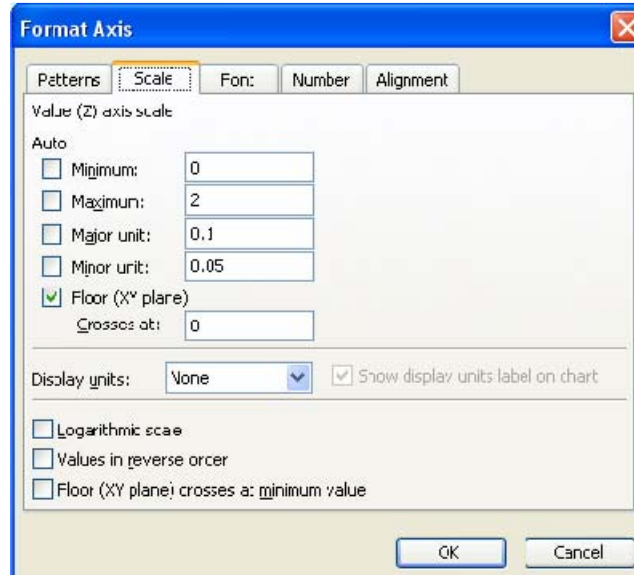 Format Axis
Patterns Scale Font Number Alignment
Value (Z) axis scale
Auto
Minimum: 0
Maximum: 2
Major unit: 0.1
Minor unit: 0.05
Floor (XY plane)
Crosses at: 0
Display units: None Show display units label on chart
Logarithmic scale
Values in reverse order
Floor (XY plane) crosses at minimum value
OK Cancel